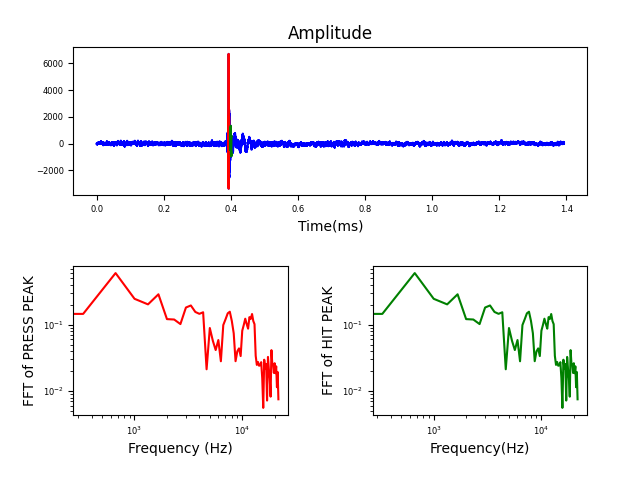 Amplitude
6000
4000
2000
0
−2000
0.0 0.2 0.4 0.6 0.8 1.0 1.2 1.4
Time(ms)
FFT of PRESS PEAK
10⁻¹
10⁻²
10³ 10⁴
Frequency (Hz)
FFT of HIT PEAK
10⁻¹
10⁻²
10³ 10⁴
Frequency(Hz)